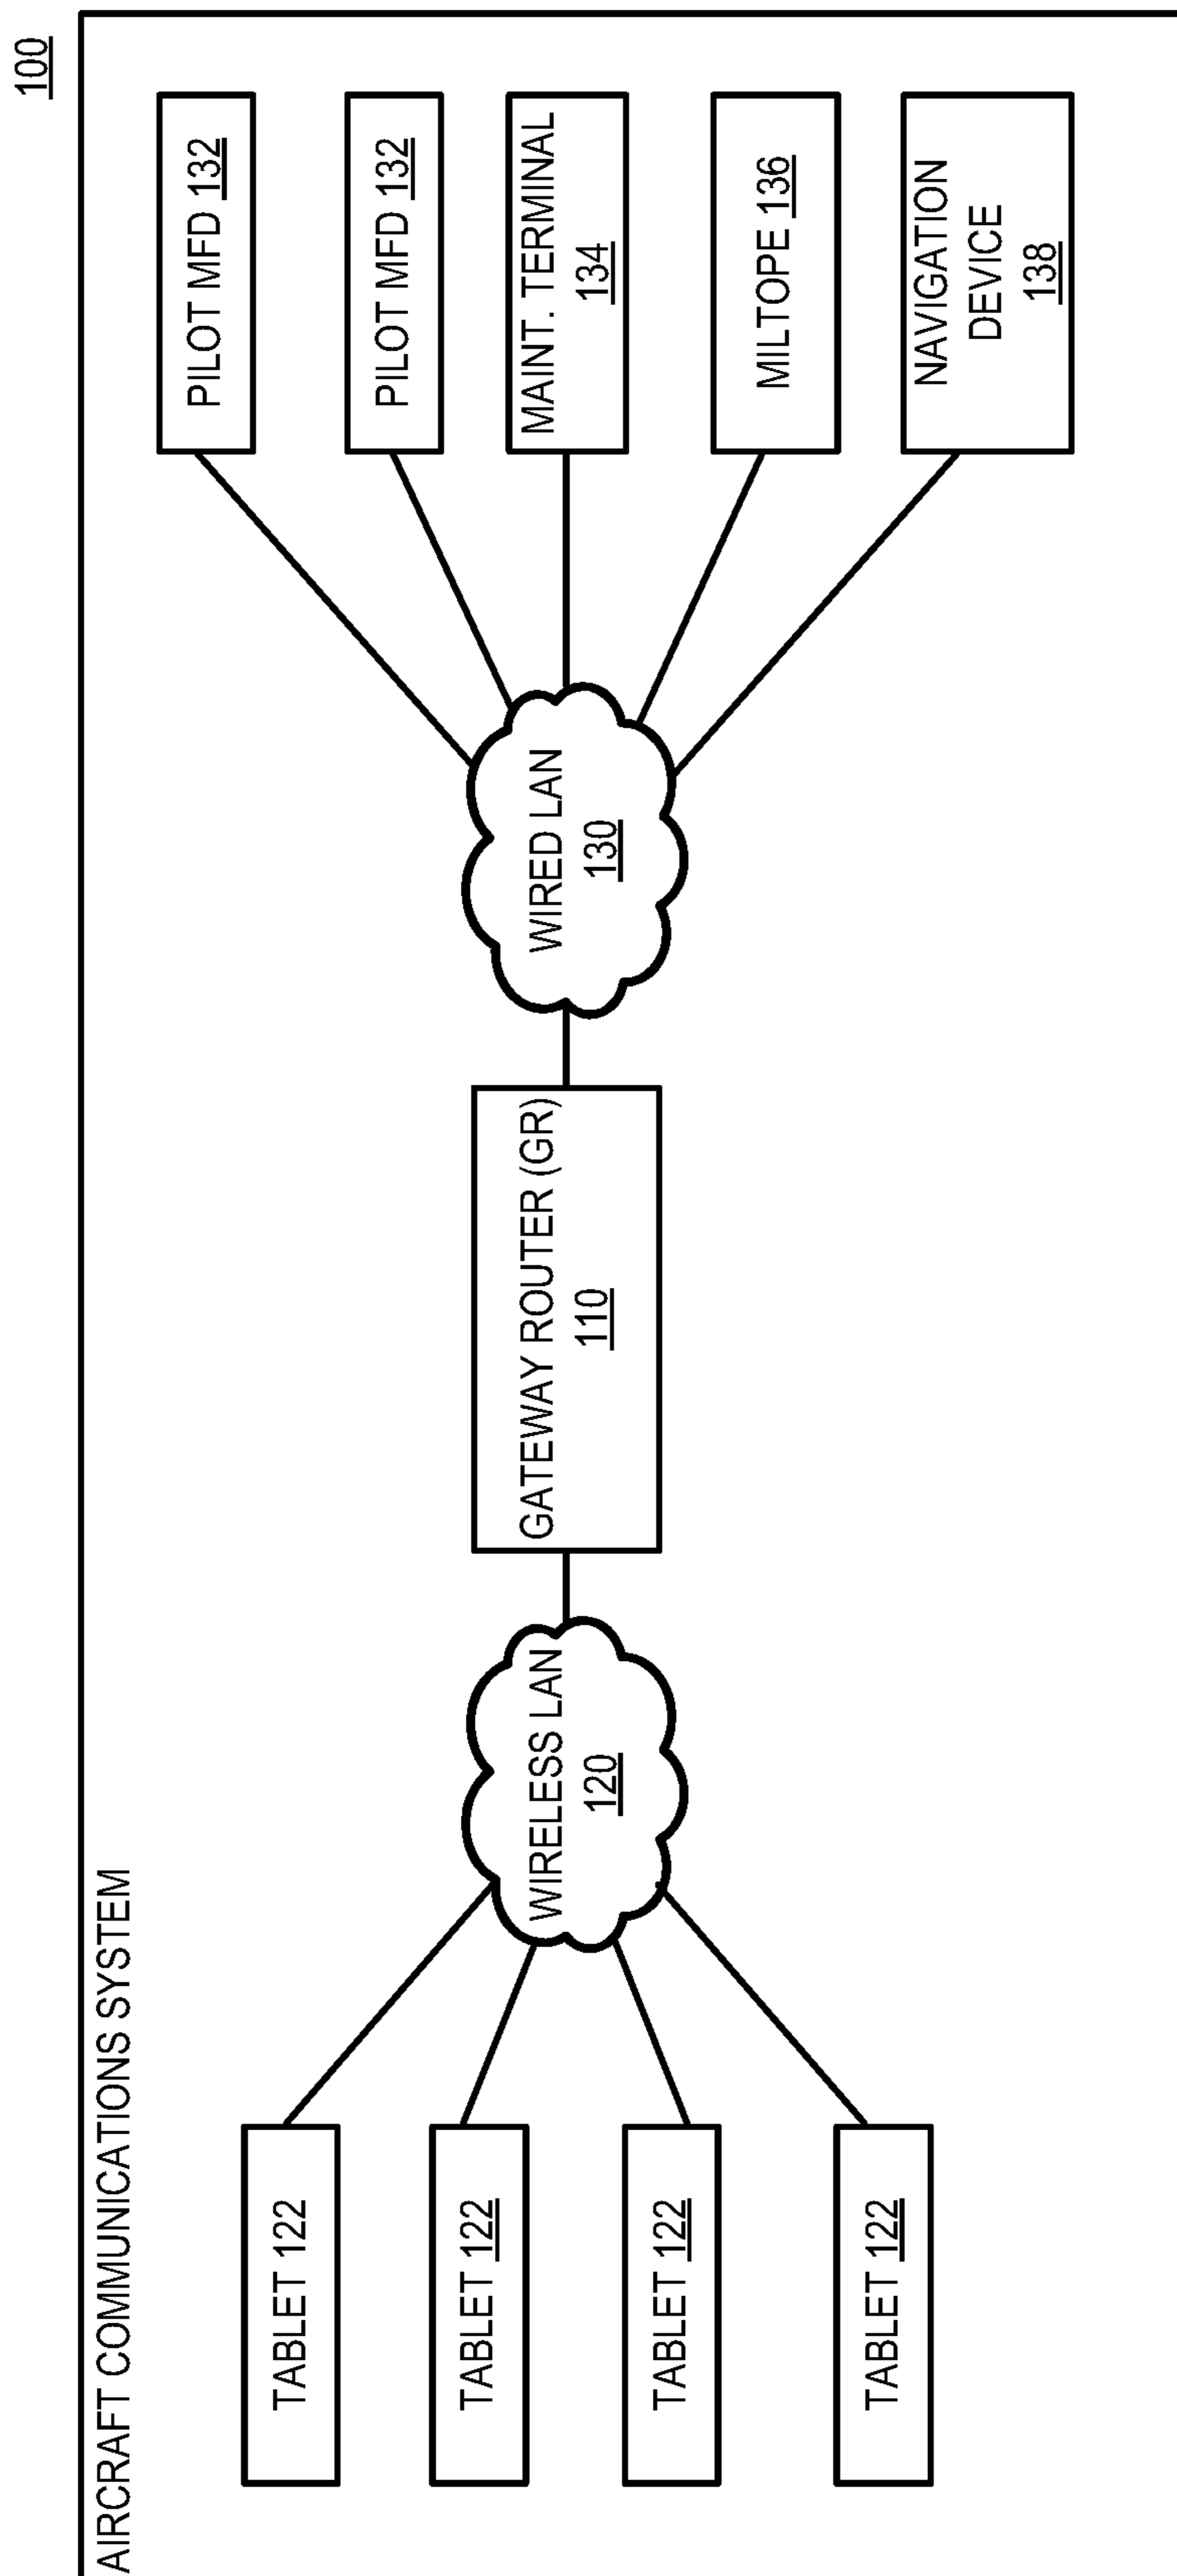 100
AIRCRAFT COMMUNICATIONS SYSTEM
TABLET 122
TABLET 122
TABLET 122
TABLET 122
WIRELESS LAN
120
GATEWAY ROUTER (GR)
110
WIRED LAN
130
PILOT MFD 132
PILOT MFD 132
MAINT. TERMINAL
134
MILTOPE 136
NAVIGATION
DEVICE
138